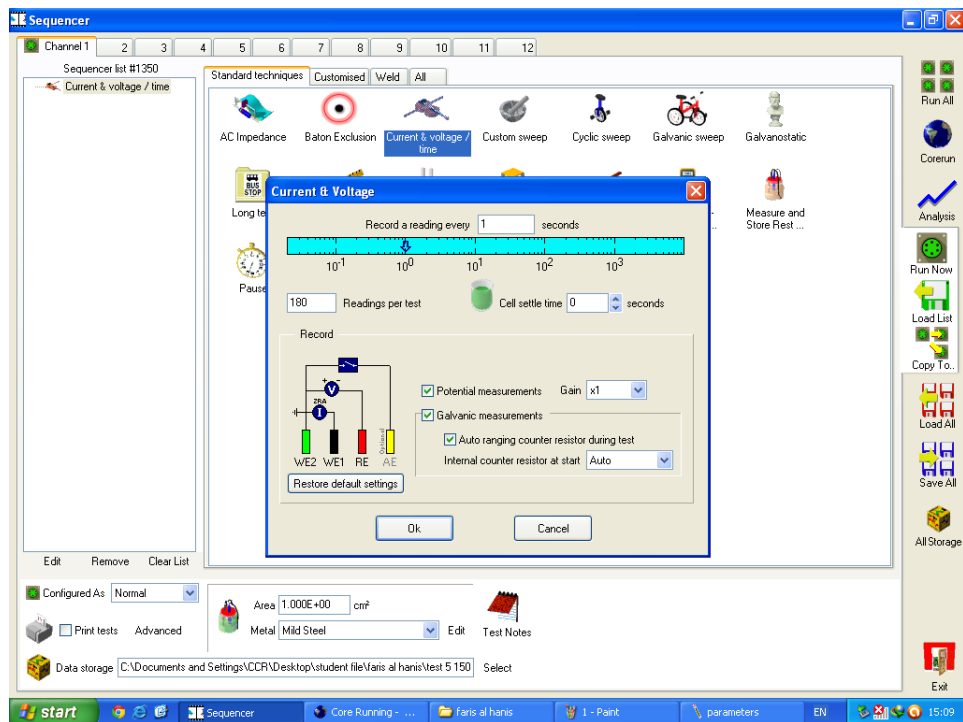 Sequencer
Channel 1 2 3 4 5 6 7 8 9 10 11 12
Sequencer list #1350
Current & voltage / time
Standard techniques Customised Weld All
AC Impedance Baton Exclusion Current & voltage / time Custom sweep Cyclic sweep Galvanic sweep Galvanostatic
BUS STOP
Long te
Measure and Store Rest ...
Pause
Current & Voltage
Record a reading every 1 seconds
10-1 100 101 102 103
180 Readings per test Cell settle time 0 seconds
Record
ZRA
V
I
WE2 WE1 RE AE
Optional
Potential measurements Gain x1
Galvanic measurements
Auto ranging counter resistor during test
Internal counter resistor at start Auto
Restore default settings
Ok Cancel
Run All
Corerun
Analysis
Run Now
Load List
Copy To..
Load All
Save All
All Storage
Exit
Edit Remove Clear List
Configured As Normal
Print tests Advanced
Area 1.000E+00 cm²
Metal Mild Steel Edit
Test Notes
Data storage C:\Documents and Settings\CCR\Desktop\student file\faris al hanis\test 5 150 Select
start Sequencer Core Running - ... faris al hanis 1 - Paint parameters EN 15:09